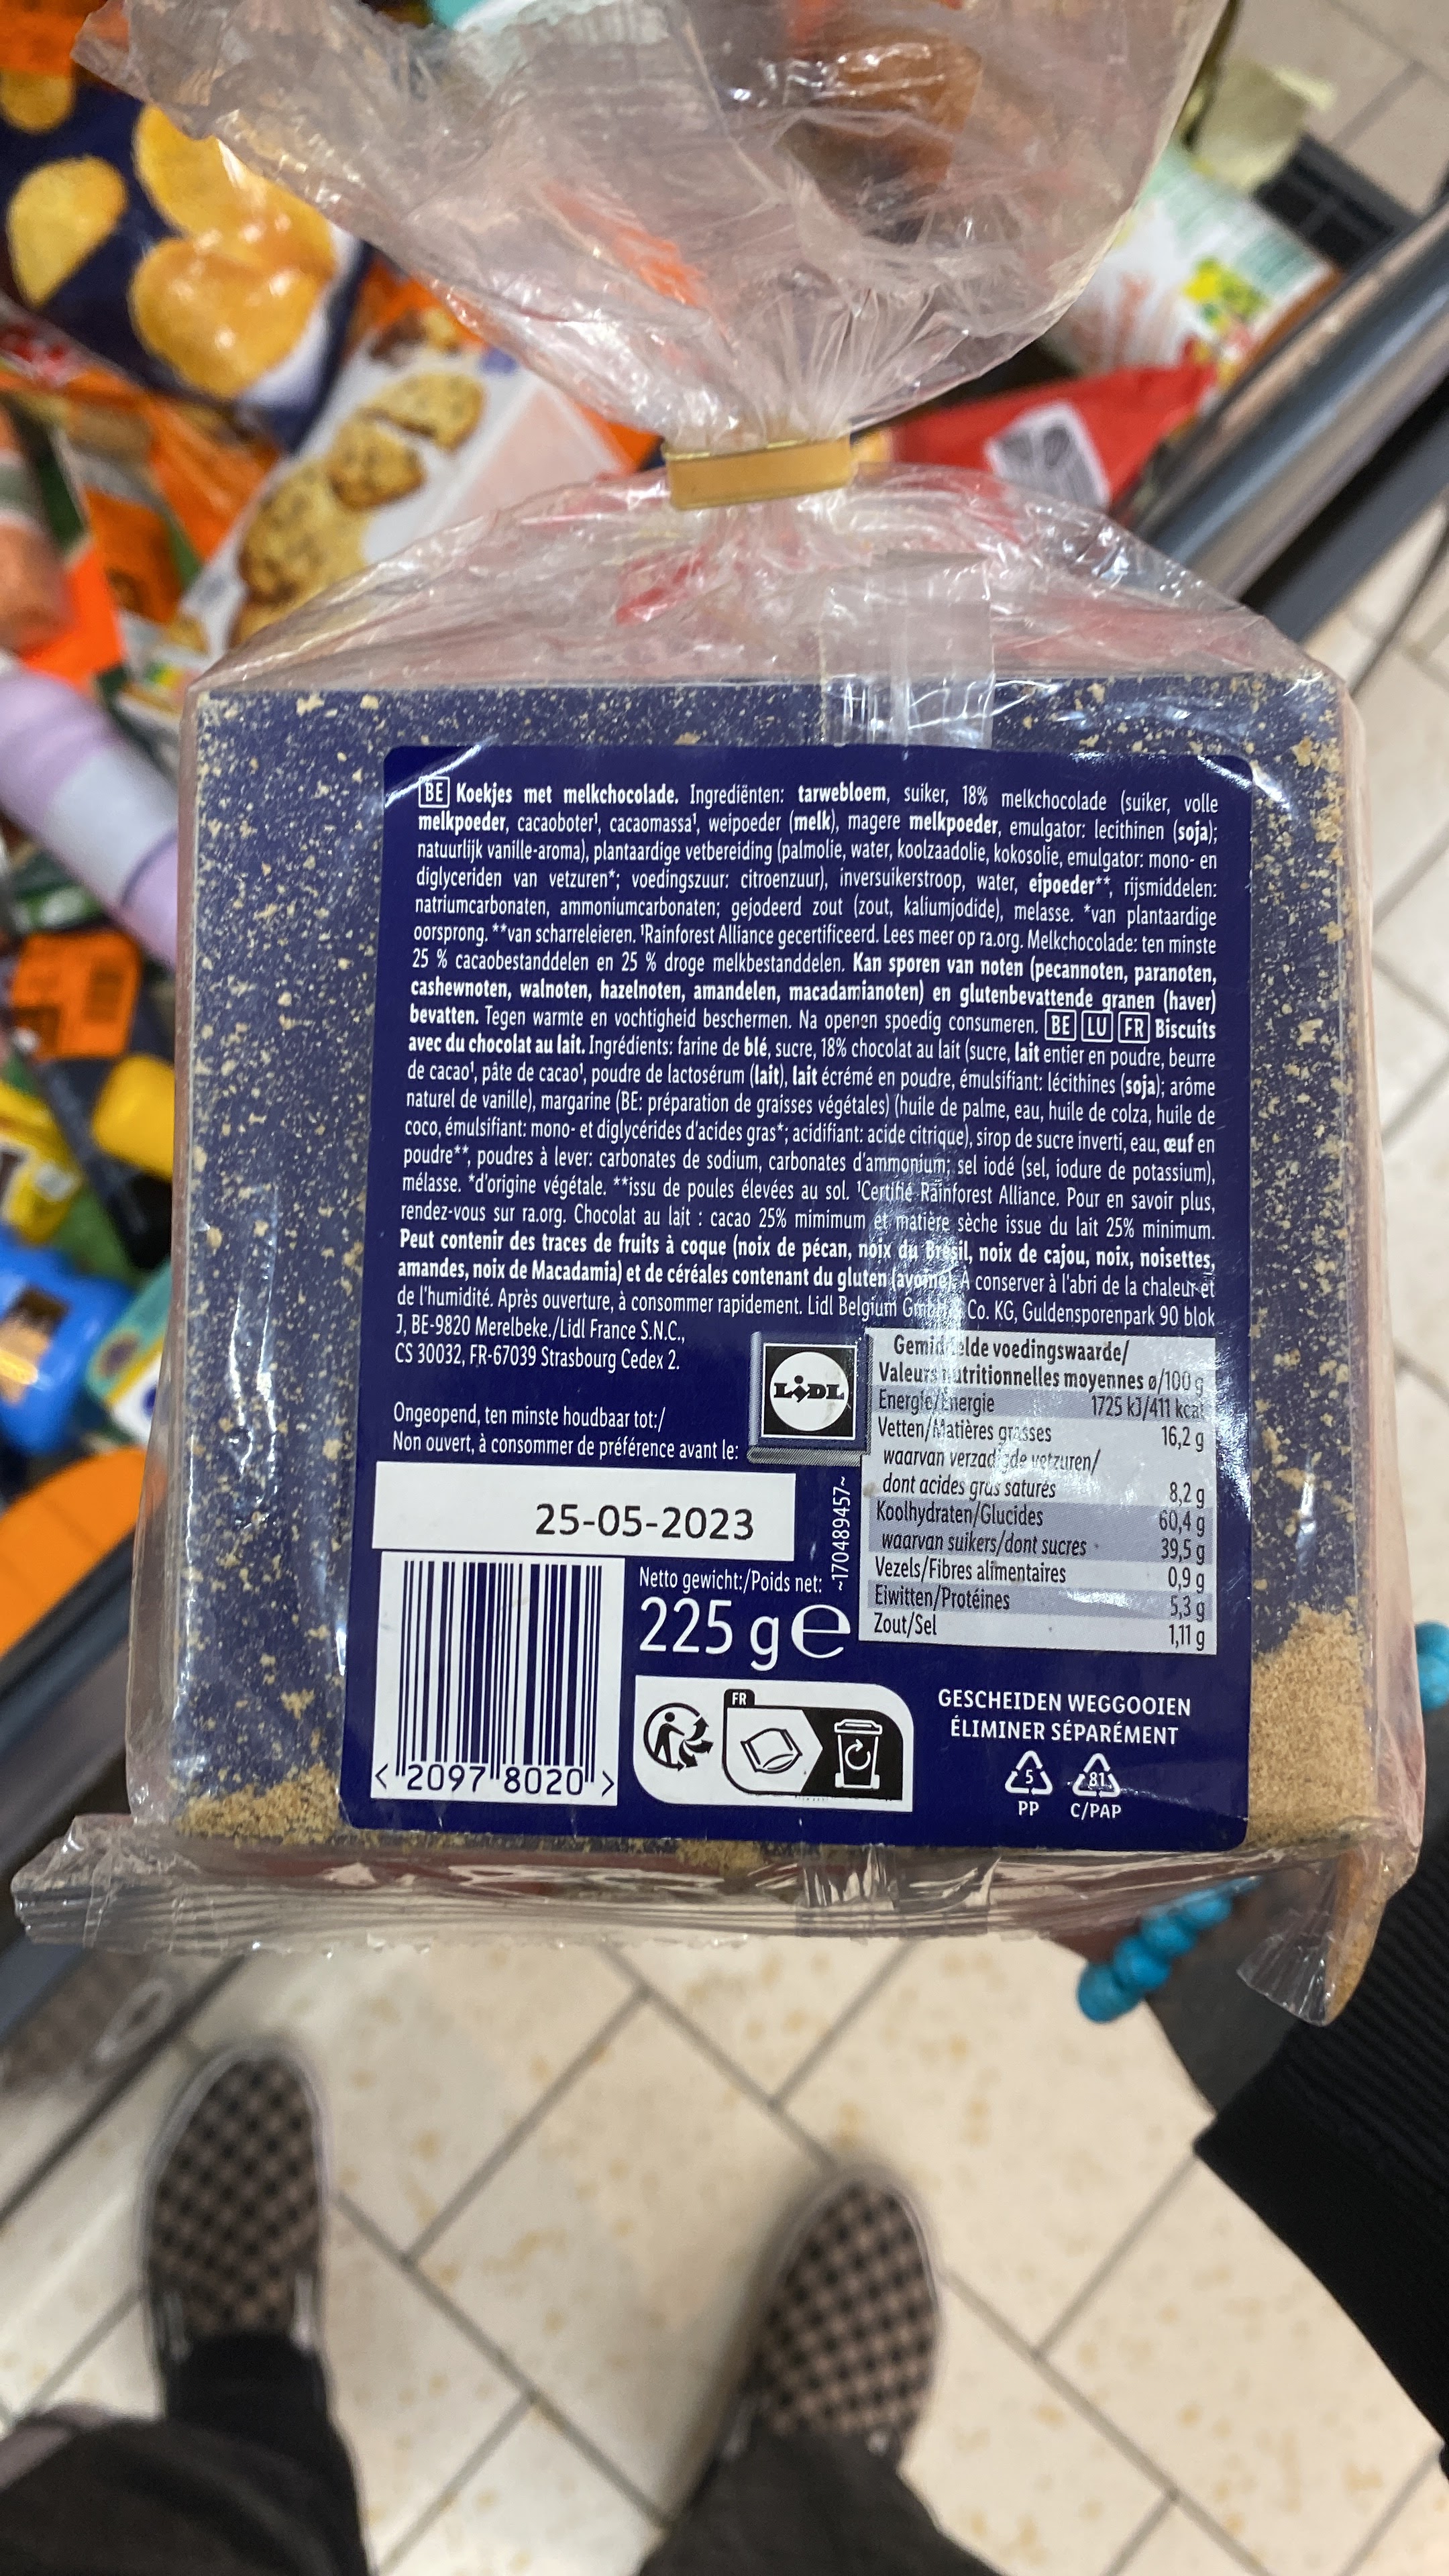 BE Koekjes met melkchocolade. Ingrediënten: tarwebloem, suiker, 18% melkchocolade (suiker, volle
melkpoeder, cacaoboter¹, cacaomassa¹, weipoeder (melk), magere melkpoeder, emulgator: lecithinen (soja);
natuurlijk vanille-aroma), plantaardige vetbereiding (palmolie, water, koolzaadolie, kokosolie, emulgator: mono- en
diglyceriden van vetzuren*; voedingszuur: citroenzuur), inversuikerstroop, water, eipoeder**, rijsmiddelen:
natriumcarbonaten, ammoniumcarbonaten; gejodeerd zout (zout, kaliumjodide), melasse. *van plantaardige
oorsprong. **van scharreleieren. ¹Rainforest Alliance gecertificeerd. Lees meer op ra.org. Melkchocolade: ten minste
25 % cacaobestanddelen en 25 % droge melkbestanddelen. Kan sporen van noten (pecannoten, paranoten,
cashewnoten, walnoten, hazelnoten, amandelen, macadamianoten) en glutenbevattende granen (haver)
bevatten. Tegen warmte en vochtigheid beschermen. Na openen spoedig consumeren. BE LU FR Biscuits
avec du chocolat au lait. Ingrédients: farine de blé, sucre, 18% chocolat au lait (sucre, lait entier en poudre, beurre
de cacao¹, pâte de cacao¹, poudre de lactosérum (lait), lait écrémé en poudre, émulsifiant: lécithines (soja); arôme
naturel de vanille), margarine (BE: préparation de graisses végétales) (huile de palme, eau, huile de colza, huile de
coco, émulsifiant: mono- et diglycérides d'acides gras*; acidifiant: acide citrique), sirop de sucre inverti, eau, œuf en
poudre**, poudres à lever: carbonates de sodium, carbonates d'ammonium; sel iodé (sel, iodure de potassium),
mélasse. *d'origine végétale. **issu de poules élevées au sol. ¹Certifié Rainforest Alliance. Pour en savoir plus,
rendez-vous sur ra.org. Chocolat au lait : cacao 25% mimimum et matière sèche issue du lait 25% minimum.
Peut contenir des traces de fruits à coque (noix de pécan, noix du Brésil, noix de cajou, noix, noisettes,
amandes, noix de Macadamia) et de céréales contenant du gluten (avoine). A conserver à l'abri de la chaleur et
de l'humidité. Après ouverture, à consommer rapidement. Lidl Belgium GmbH & Co. KG, Guldensporenpark 90 blok
J, BE-9820 Merelbeke./Lidl France S.N.C.,
CS 30032, FR-67039 Strasbourg Cedex 2.
LIDL
Ongeopend, ten minste houdbaar tot:/
Non ouvert, à consommer de préférence avant le:
25-05-2023
~170489457~
Gemiddelde voedingswaarde/
Valeurs nutritionnelles moyennes ø/100 g
Energie/Énergie 1725 kJ/411 kcal
Vetten/Matières grasses 16,2 g
waarvan verzadigde vetzuren/
dont acides gras saturés 8,2 g
Koolhydraten/Glucides 60,4 g
waarvan suikers/dont sucres 39,5 g
Vezels/Fibres alimentaires 0,9 g
Eiwitten/Protéines 5,3 g
Zout/Sel 1,11 g
Netto gewicht:/Poids net:
225 g e
< 2097 8020 >
FR
GESCHEIDEN WEGGOOIEN
ÉLIMINER SÉPARÉMENT
5 81
PP C/PAP